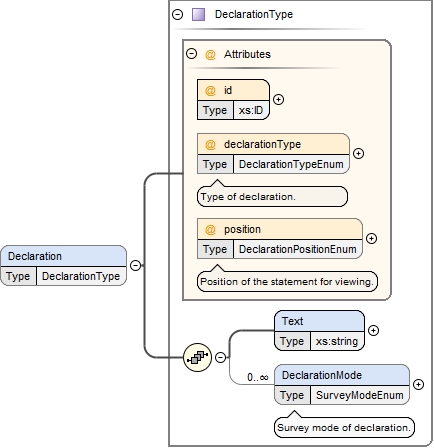 DeclarationType
@ Attributes
@ id
Type xs:ID
@ declarationType
Type DeclarationTypeEnum
Type of declaration.
@ position
Type DeclarationPositionEnum
Position of the statement for viewing.
Declaration
Type DeclarationType
Text
Type xs:string
0..∞
DeclarationMode
Type SurveyModeEnum
Survey mode of declaration.